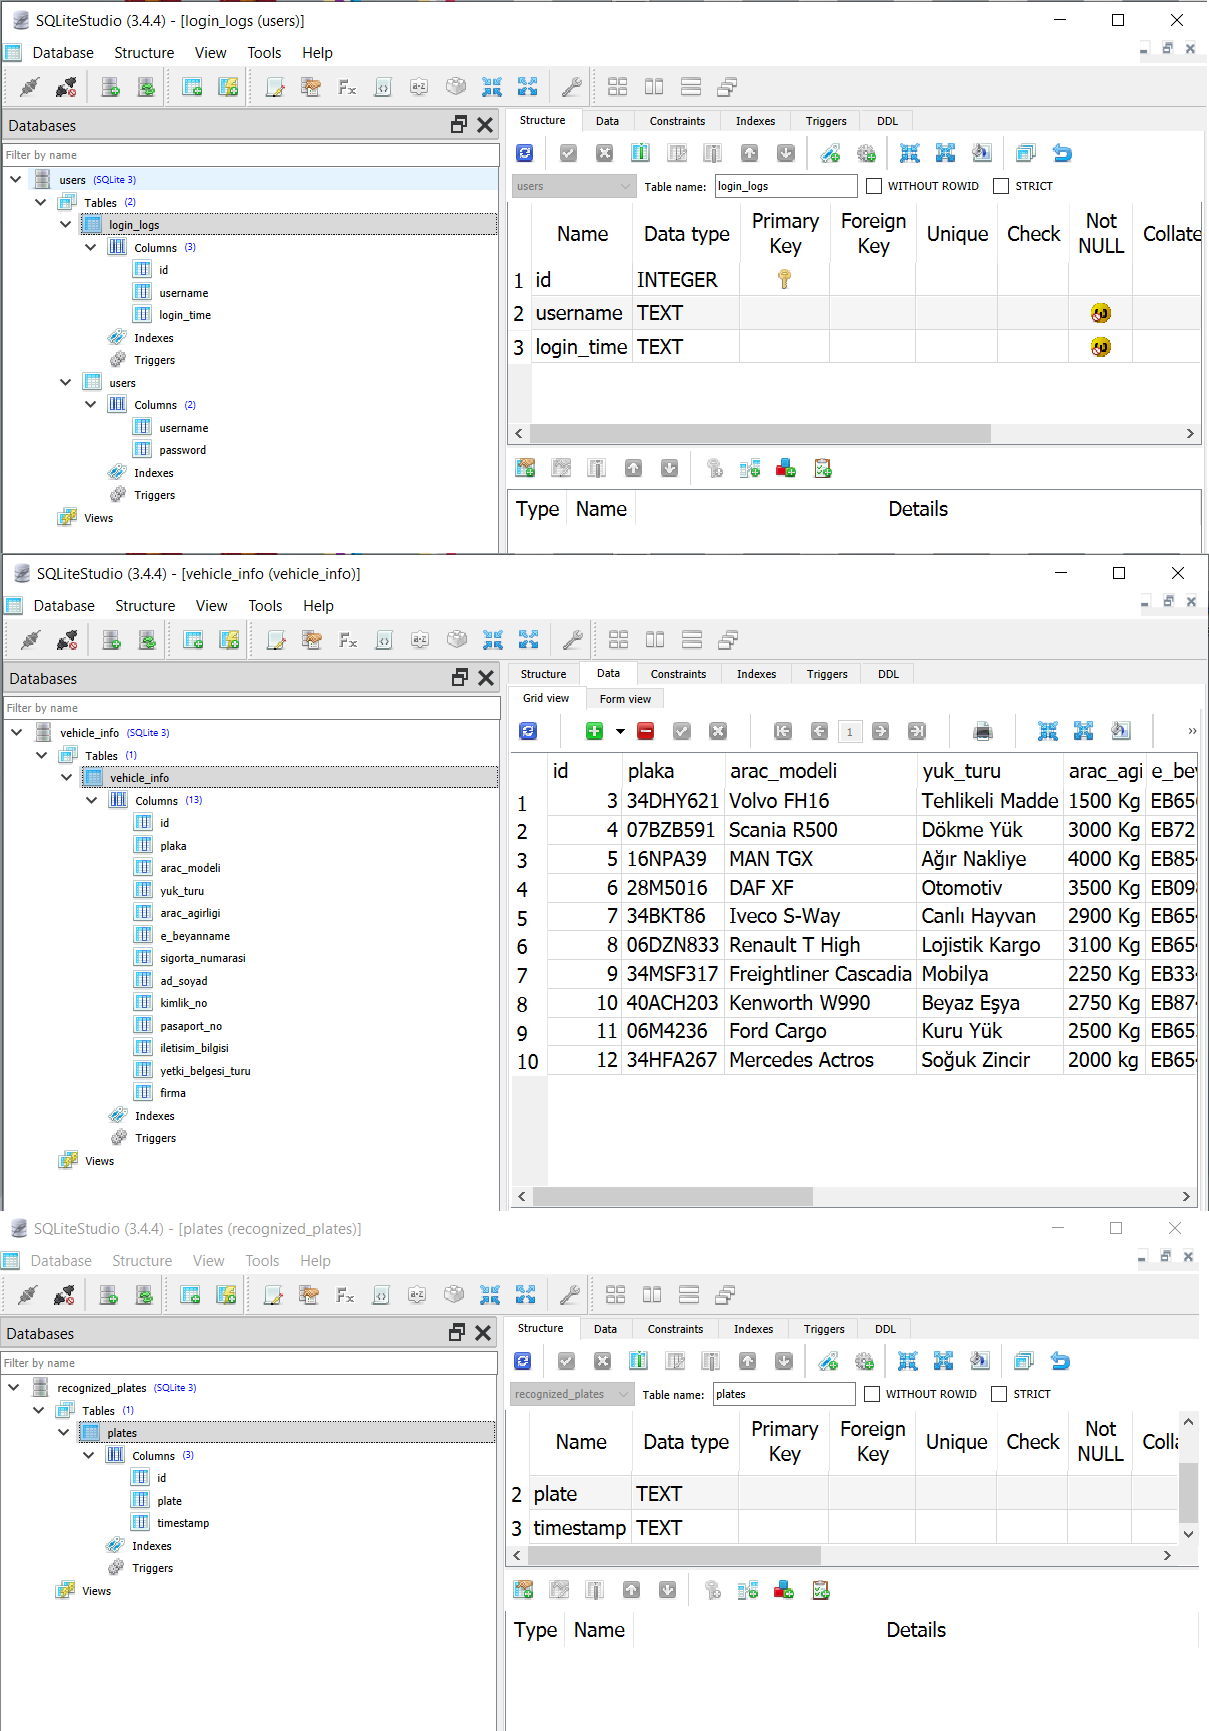 SQLiteStudio (3.4.4) - [login_logs (users)]
Database Structure View Tools Help
Databases
Filter by name
users (SQLite 3)
Tables (2)
login_logs
Columns (3)
id
username
login_time
Indexes
Triggers
users
Columns (2)
username
password
Indexes
Triggers
Views
Structure Data Constraints Indexes Triggers DDL
users Table name: login_logs WITHOUT ROWID STRICT
Name Data type Primary Key Foreign Key Unique Check Not NULL Collate
1 id INTEGER
2 username TEXT
3 login_time TEXT
Type Name Details
SQLiteStudio (3.4.4) - [vehicle_info (vehicle_info)]
Database Structure View Tools Help
Databases
Filter by name
vehicle_info (SQLite 3)
Tables (1)
vehicle_info
Columns (13)
id
plaka
arac_modeli
yuk_turu
arac_agirligi
e_beyanname
sigorta_numarasi
ad_soyad
kimlik_no
pasaport_no
iletisim_bilgisi
yetki_belgesi_turu
firma
Indexes
Triggers
Views
Structure Data Constraints Indexes Triggers DDL
Grid view Form view
1
id plaka arac_modeli yuk_turu arac_agi e_bey
1 3 34DHY621 Volvo FH16 Tehlikeli Madde 1500 Kg EB656
2 4 07BZB591 Scania R500 Dökme Yük 3000 Kg EB72
3 5 16NPA39 MAN TGX Ağır Nakliye 4000 Kg EB854
4 6 28M5016 DAF XF Otomotiv 3500 Kg EB098
5 7 34BKT86 Iveco S-Way Canlı Hayvan 2900 Kg EB654
6 8 06DZN833 Renault T High Lojistik Kargo 3100 Kg EB654
7 9 34MSF317 Freightliner Cascadia Mobilya 2250 Kg EB334
8 10 40ACH203 Kenworth W990 Beyaz Eşya 2750 Kg EB874
9 11 06M4236 Ford Cargo Kuru Yük 2500 Kg EB653
10 12 34HFA267 Mercedes Actros Soğuk Zincir 2000 kg EB654
SQLiteStudio (3.4.4) - [plates (recognized_plates)]
Database Structure View Tools Help
Databases
Filter by name
recognized_plates (SQLite 3)
Tables (1)
plates
Columns (3)
id
plate
timestamp
Indexes
Triggers
Views
Structure Data Constraints Indexes Triggers DDL
recognized_plates Table name: plates WITHOUT ROWID STRICT
Name Data type Primary Key Foreign Key Unique Check Not NULL Colla
2 plate TEXT
3 timestamp TEXT
Type Name Details